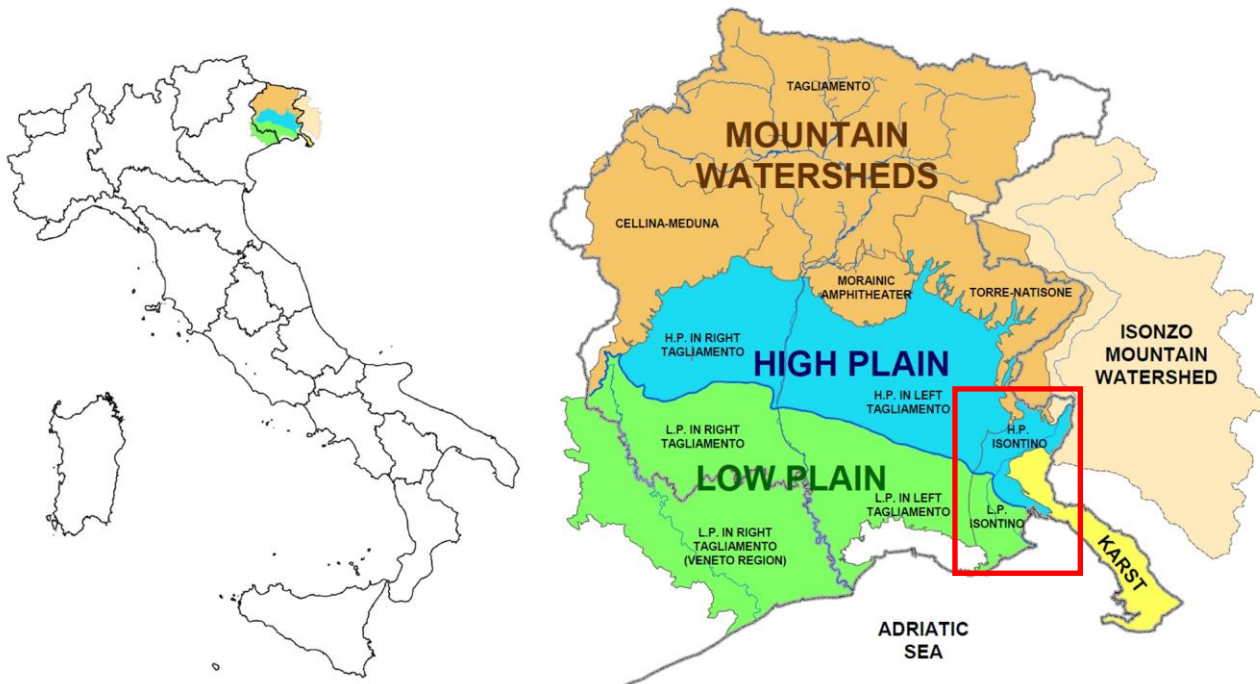 TAGLIAMENTO
MOUNTAIN
WATERSHEDS
CELLINA-MEDUNA
MORAINIC
AMPHITHEATER
TORRE-NATISONE
ISONZO
MOUNTAIN
WATERSHED
H.P. IN RIGHT
TAGLIAMENTO
HIGH PLAIN
H.P. IN LEFT
TAGLIAMENTO
H.P.
ISONTINO
L.P. IN RIGHT
TAGLIAMENTO
LOW PLAIN
L.P. IN LEFT
TAGLIAMENTO
L.P.
ISONTINO
L.P. IN RIGHT
TAGLIAMENTO
(VENETO REGION)
KARST
ADRIATIC
SEA